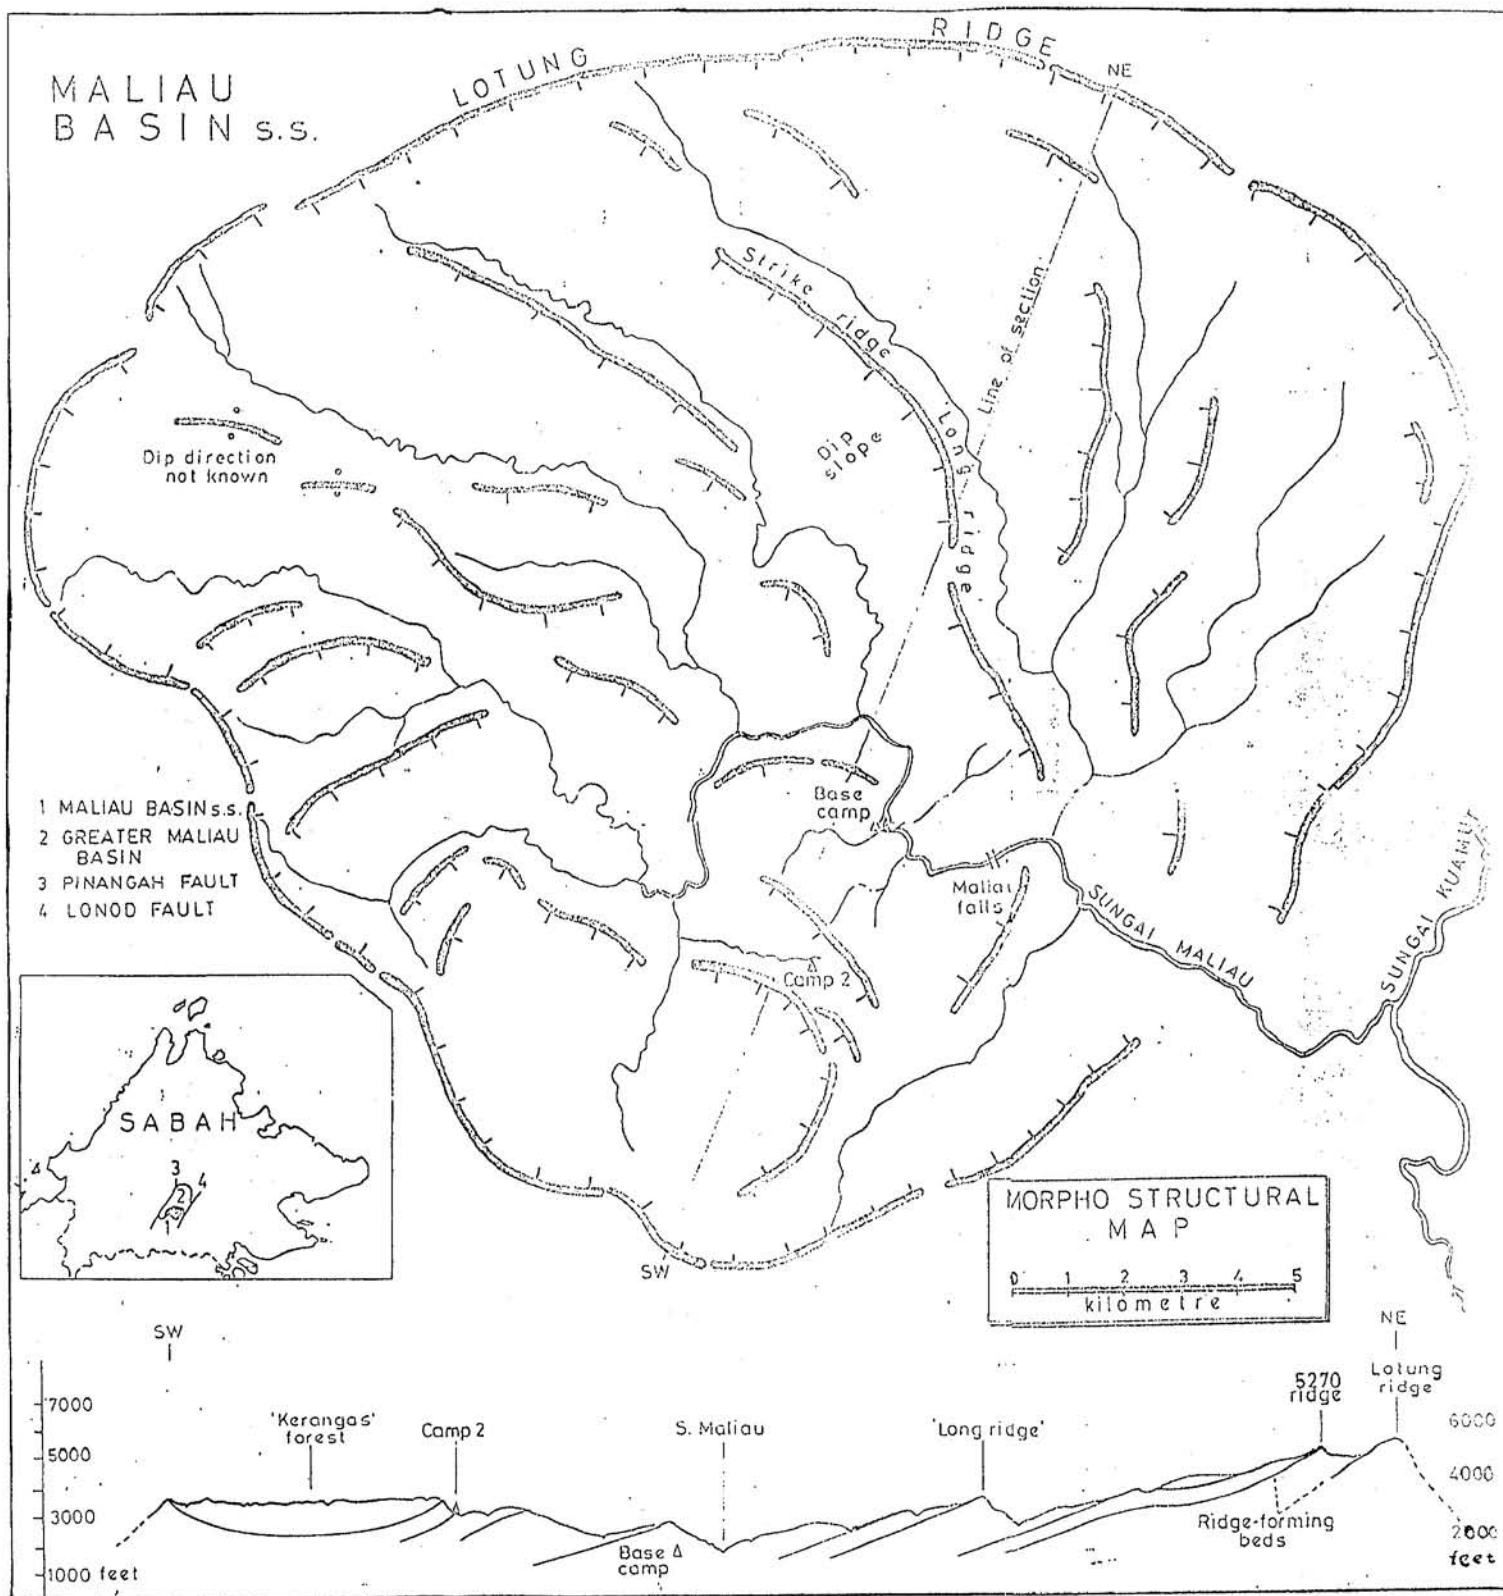 MALIAU
BASIN s.s.
LOTUNG RIDGE
NE
Strike ridge
'Long ridge'
Line of section
Dip
slope
Dip direction
not known
Base
camp
Maliau
falls
SUNGAI MALIAU
SUNGAI KUAMUT
Camp 2
SW
1 MALIAU BASIN s.s.
2 GREATER MALIAU
BASIN
3 PINANGAH FAULT
4 LONOD FAULT
SABAH
3
4
2
1
MORPHO STRUCTURAL
MAP
0 1 2 3 4 5
kilometre
SW
NE
7000
5000
3000
1000 feet
'Kerangas'
forest
Camp 2
S. Maliau
'Long ridge'
5270
ridge
Lotung
ridge
6000
4000
2000
feet
Base
camp
Ridge-forming
beds